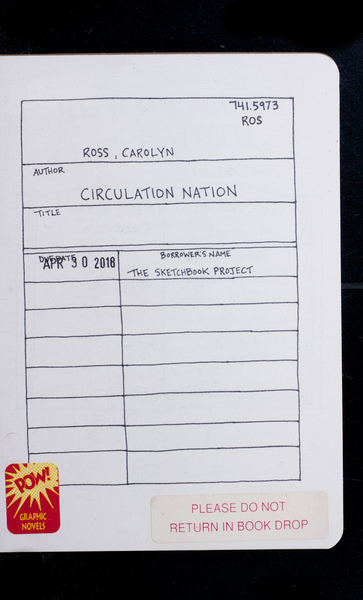 741.5973
ROS
ROSS, CAROLYN
AUTHOR
CIRCULATION NATION
TITLE
DUE DATE
BORROWER'S NAME
APR 30 2018
THE SKETCHBOOK PROJECT
POW!
GRAPHIC
NOVELS
PLEASE DO NOT
RETURN IN BOOK DROP